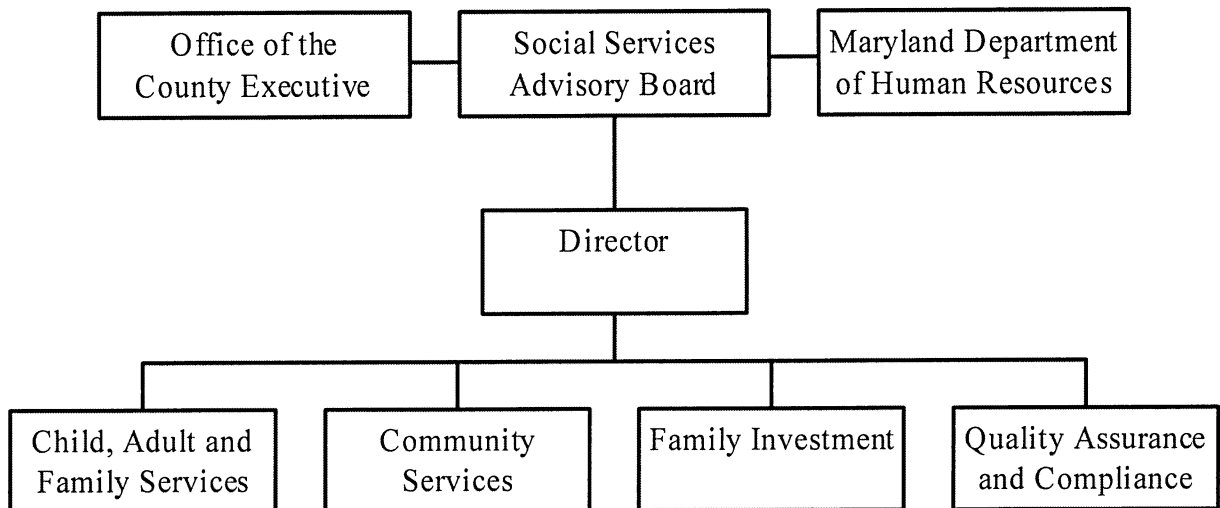 Office of the
County Executive
Social Services
Advisory Board
Maryland Department
of Human Resources
Director
Child, Adult and
Family Services
Community
Services
Family Investment
Quality Assurance
and Compliance